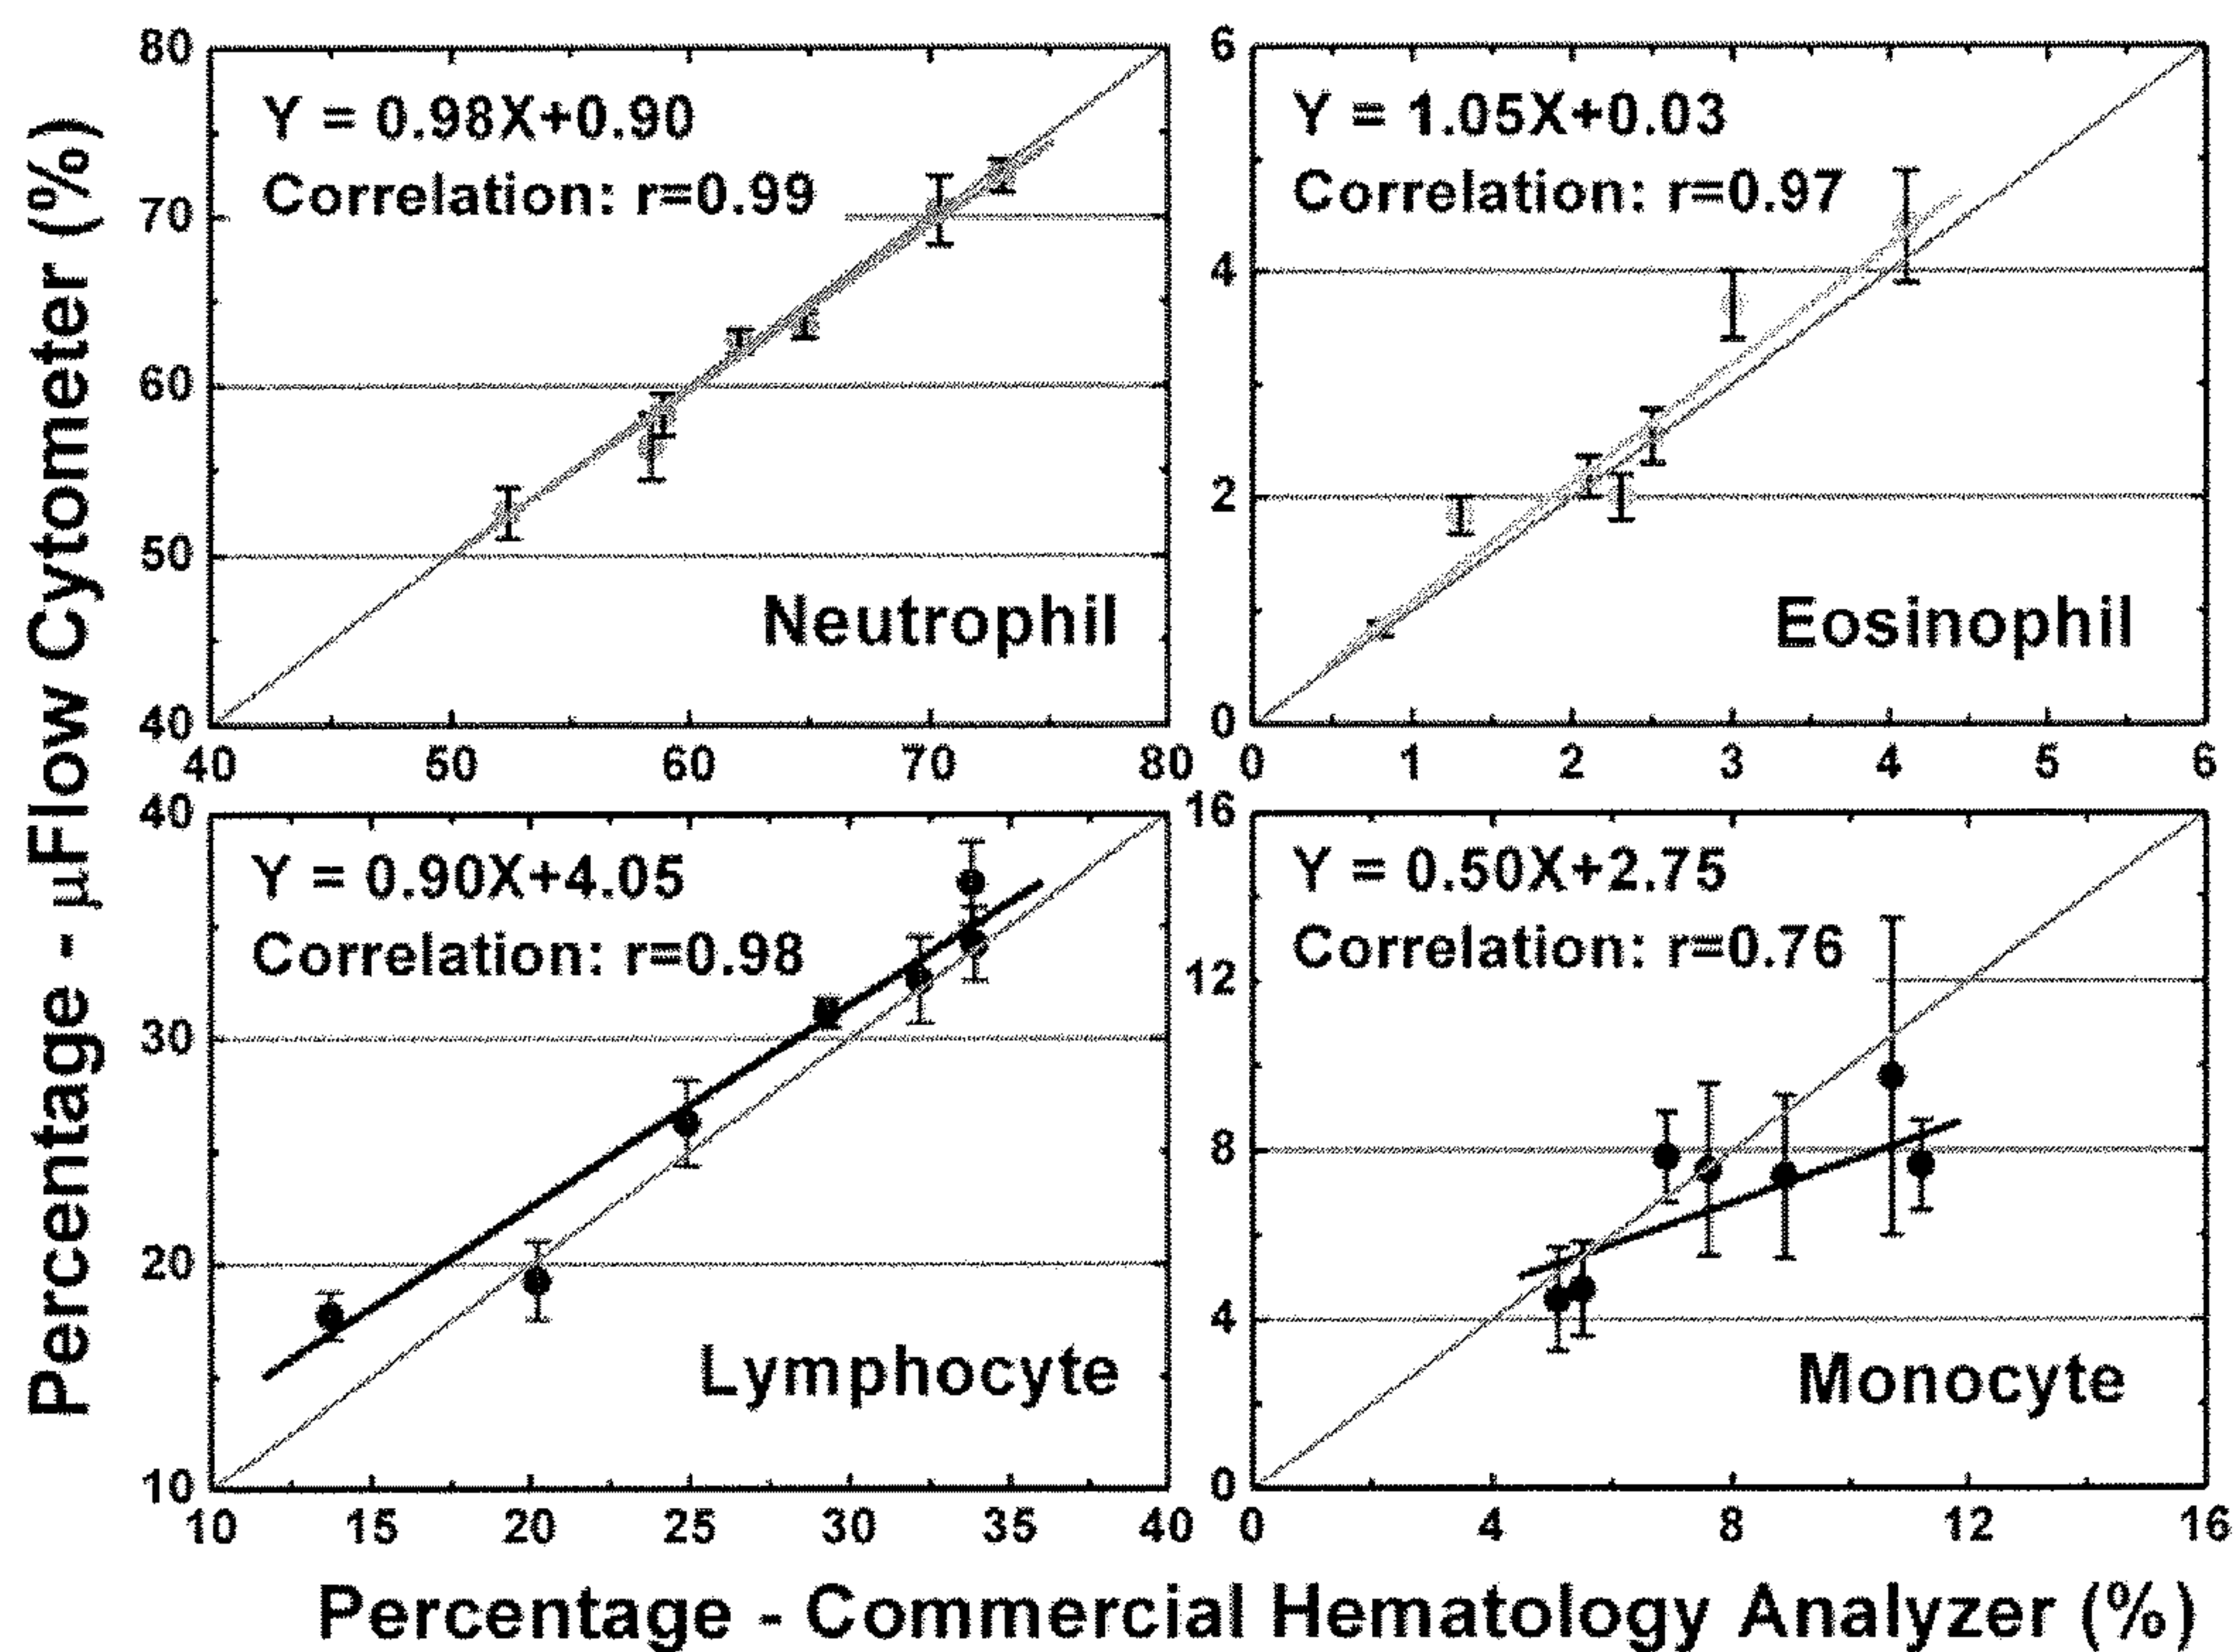 Percentage - µFlow Cytometer (%)
80
70
60
50
40
Y = 0.98X+0.90
Correlation: r=0.99
Neutrophil
40 50 60 70 80
6
4
2
0
Y = 1.05X+0.03
Correlation: r=0.97
Eosinophil
0 1 2 3 4 5 6
40
30
20
10
Y = 0.90X+4.05
Correlation: r=0.98
Lymphocyte
10 15 20 25 30 35 40
16
12
8
4
0
Y = 0.50X+2.75
Correlation: r=0.76
Monocyte
0 4 8 12 16
Percentage - Commercial Hematology Analyzer (%)